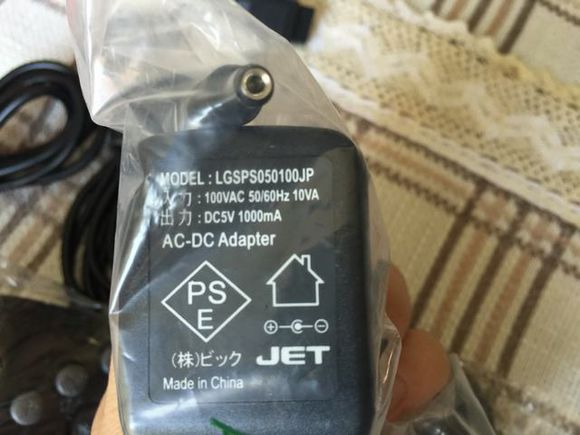 MODEL : LGSPS050100JP
入力 : 100VAC 50/60Hz 10VA
出力 : DC5V 1000mA
AC-DC Adapter
PS
E
(株)ビック
JET
Made in China